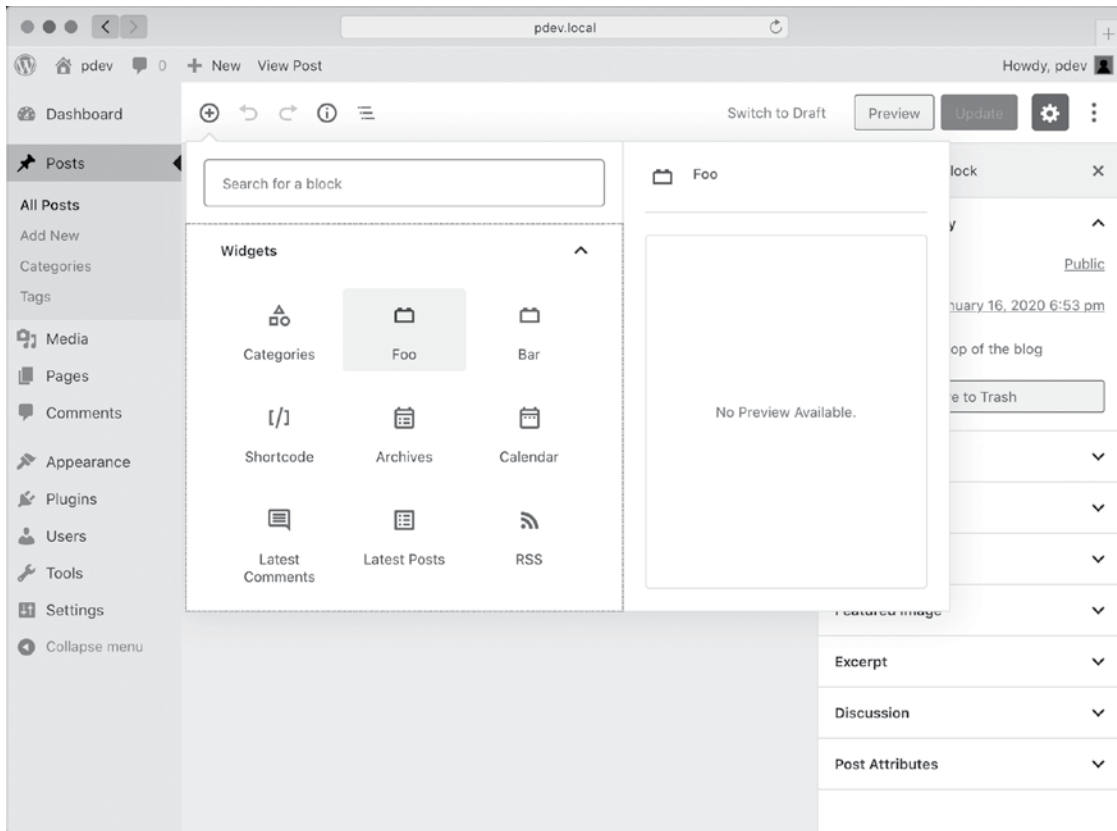 pdev.local
pdev 0 New View Post Howdy, pdev
Dashboard
Posts
All Posts
Add New
Categories
Tags
Media
Pages
Comments
Appearance
Plugins
Users
Tools
Settings
Collapse menu
Switch to Draft Preview Update
Search for a block
Widgets
Categories Foo Bar
Shortcode Archives Calendar
Latest Comments Latest Posts RSS
Foo
No Preview Available.
lock
y
Public
nuary 16, 2020 6:53 pm
op of the blog
e to Trash
Featured Image
Excerpt
Discussion
Post Attributes